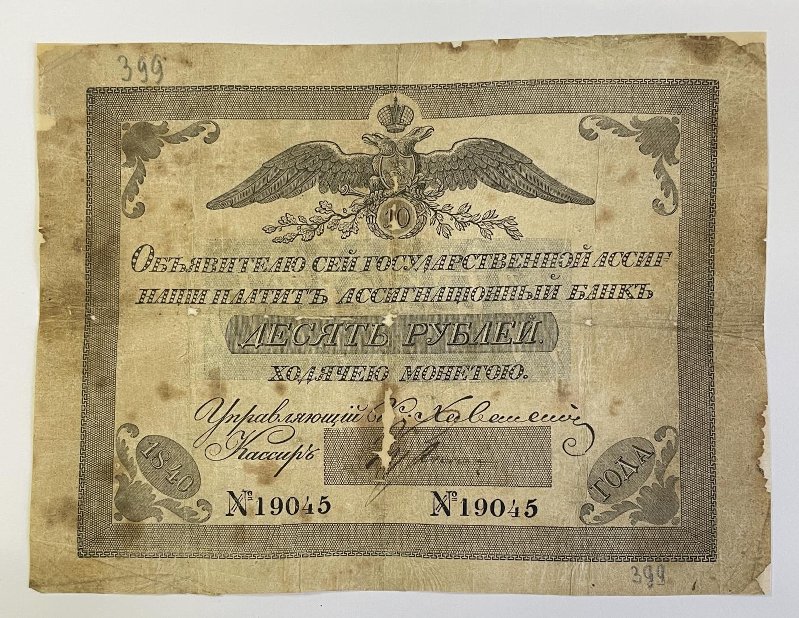 399
10
Объявителю сей государственной ассиг
нации платитъ ассигнационный банкъ
ДЕСЯТЬ РУБЛЕЙ.
ходячею монетою.
Управляющій
Кассиръ
1840 ГОДА
№19045 №19045
399